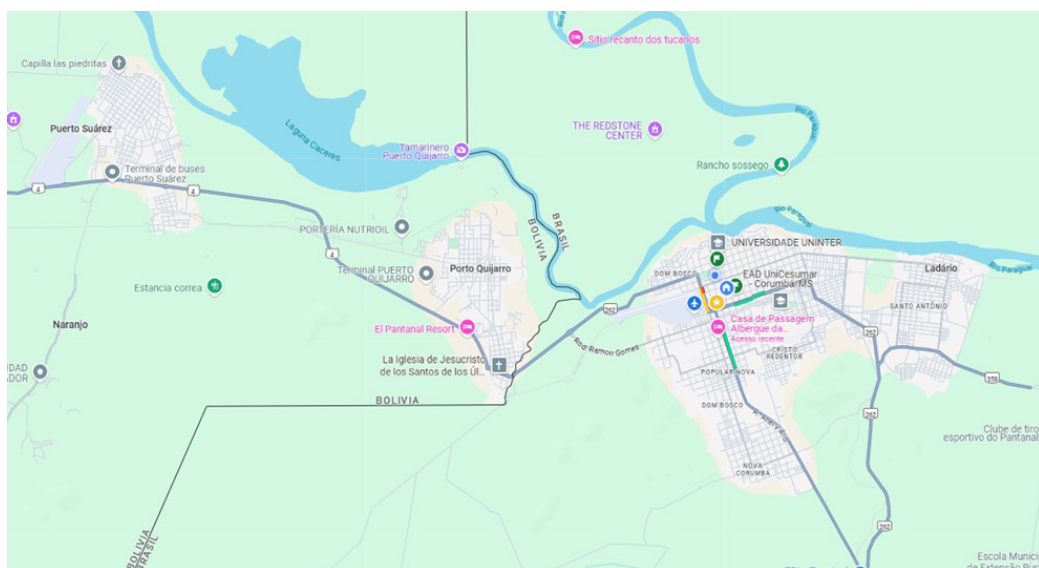 Sítio recanto dos tucanos
Capilla las piedritas
Laguna Caceres
Rio Paraguai
THE REDSTONE
CENTER
Puerto Suárez
Tamarinero
Puerto Quijarro
Rancho sossego
Terminal de buses
Puerto Suárez
4
4
Rio Paraguai
PORTERÍA NUTRIOIL
BRASIL
BOLIVIA
UNIVERSIDADE UNINTER
4
Porto Quijarro
Terminal PUERTO
QUIJARRO
DOM BOSCO
EAD UniCesumar
- Corumbá/MS
Ladário
Rio Paraguai
Estancia correa
262
SANTO ANTÔNIO
Naranjo
El Pantanal Resort
Casa de Passagem
Albergue da...
Acesso recente
262
Rod. Ramon Gomes
CRISTO
REDENTOR
La Iglesia de Jesucristo
de los Santos de los Úl...
POPULAR NOVA
359
BOLIVIA
DOM BOSCO
262
Clube de tiro
esportivo do Pantanal
NOVA
CORUMBÁ
262
BOLIVIA
BRASIL
Escola Munici
de Extensão Rur